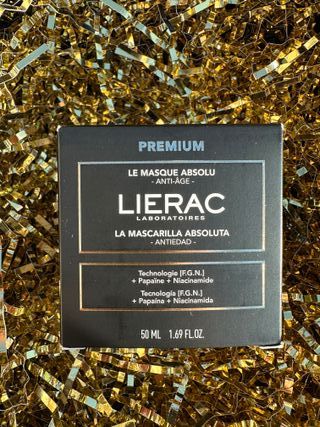 PREMIUM
LE MASQUE ABSOLU
- ANTI-ÂGE -
LIERAC
LABORATOIRES
LA MASCARILLA ABSOLUTA
- ANTIEDAD -
Technologie [F.G.N.]
+ Papaïne + Niacinamide
Tecnología [F.G.N.]
+ Papaína + Niacinamida
50 ML 1.69 FL.OZ.